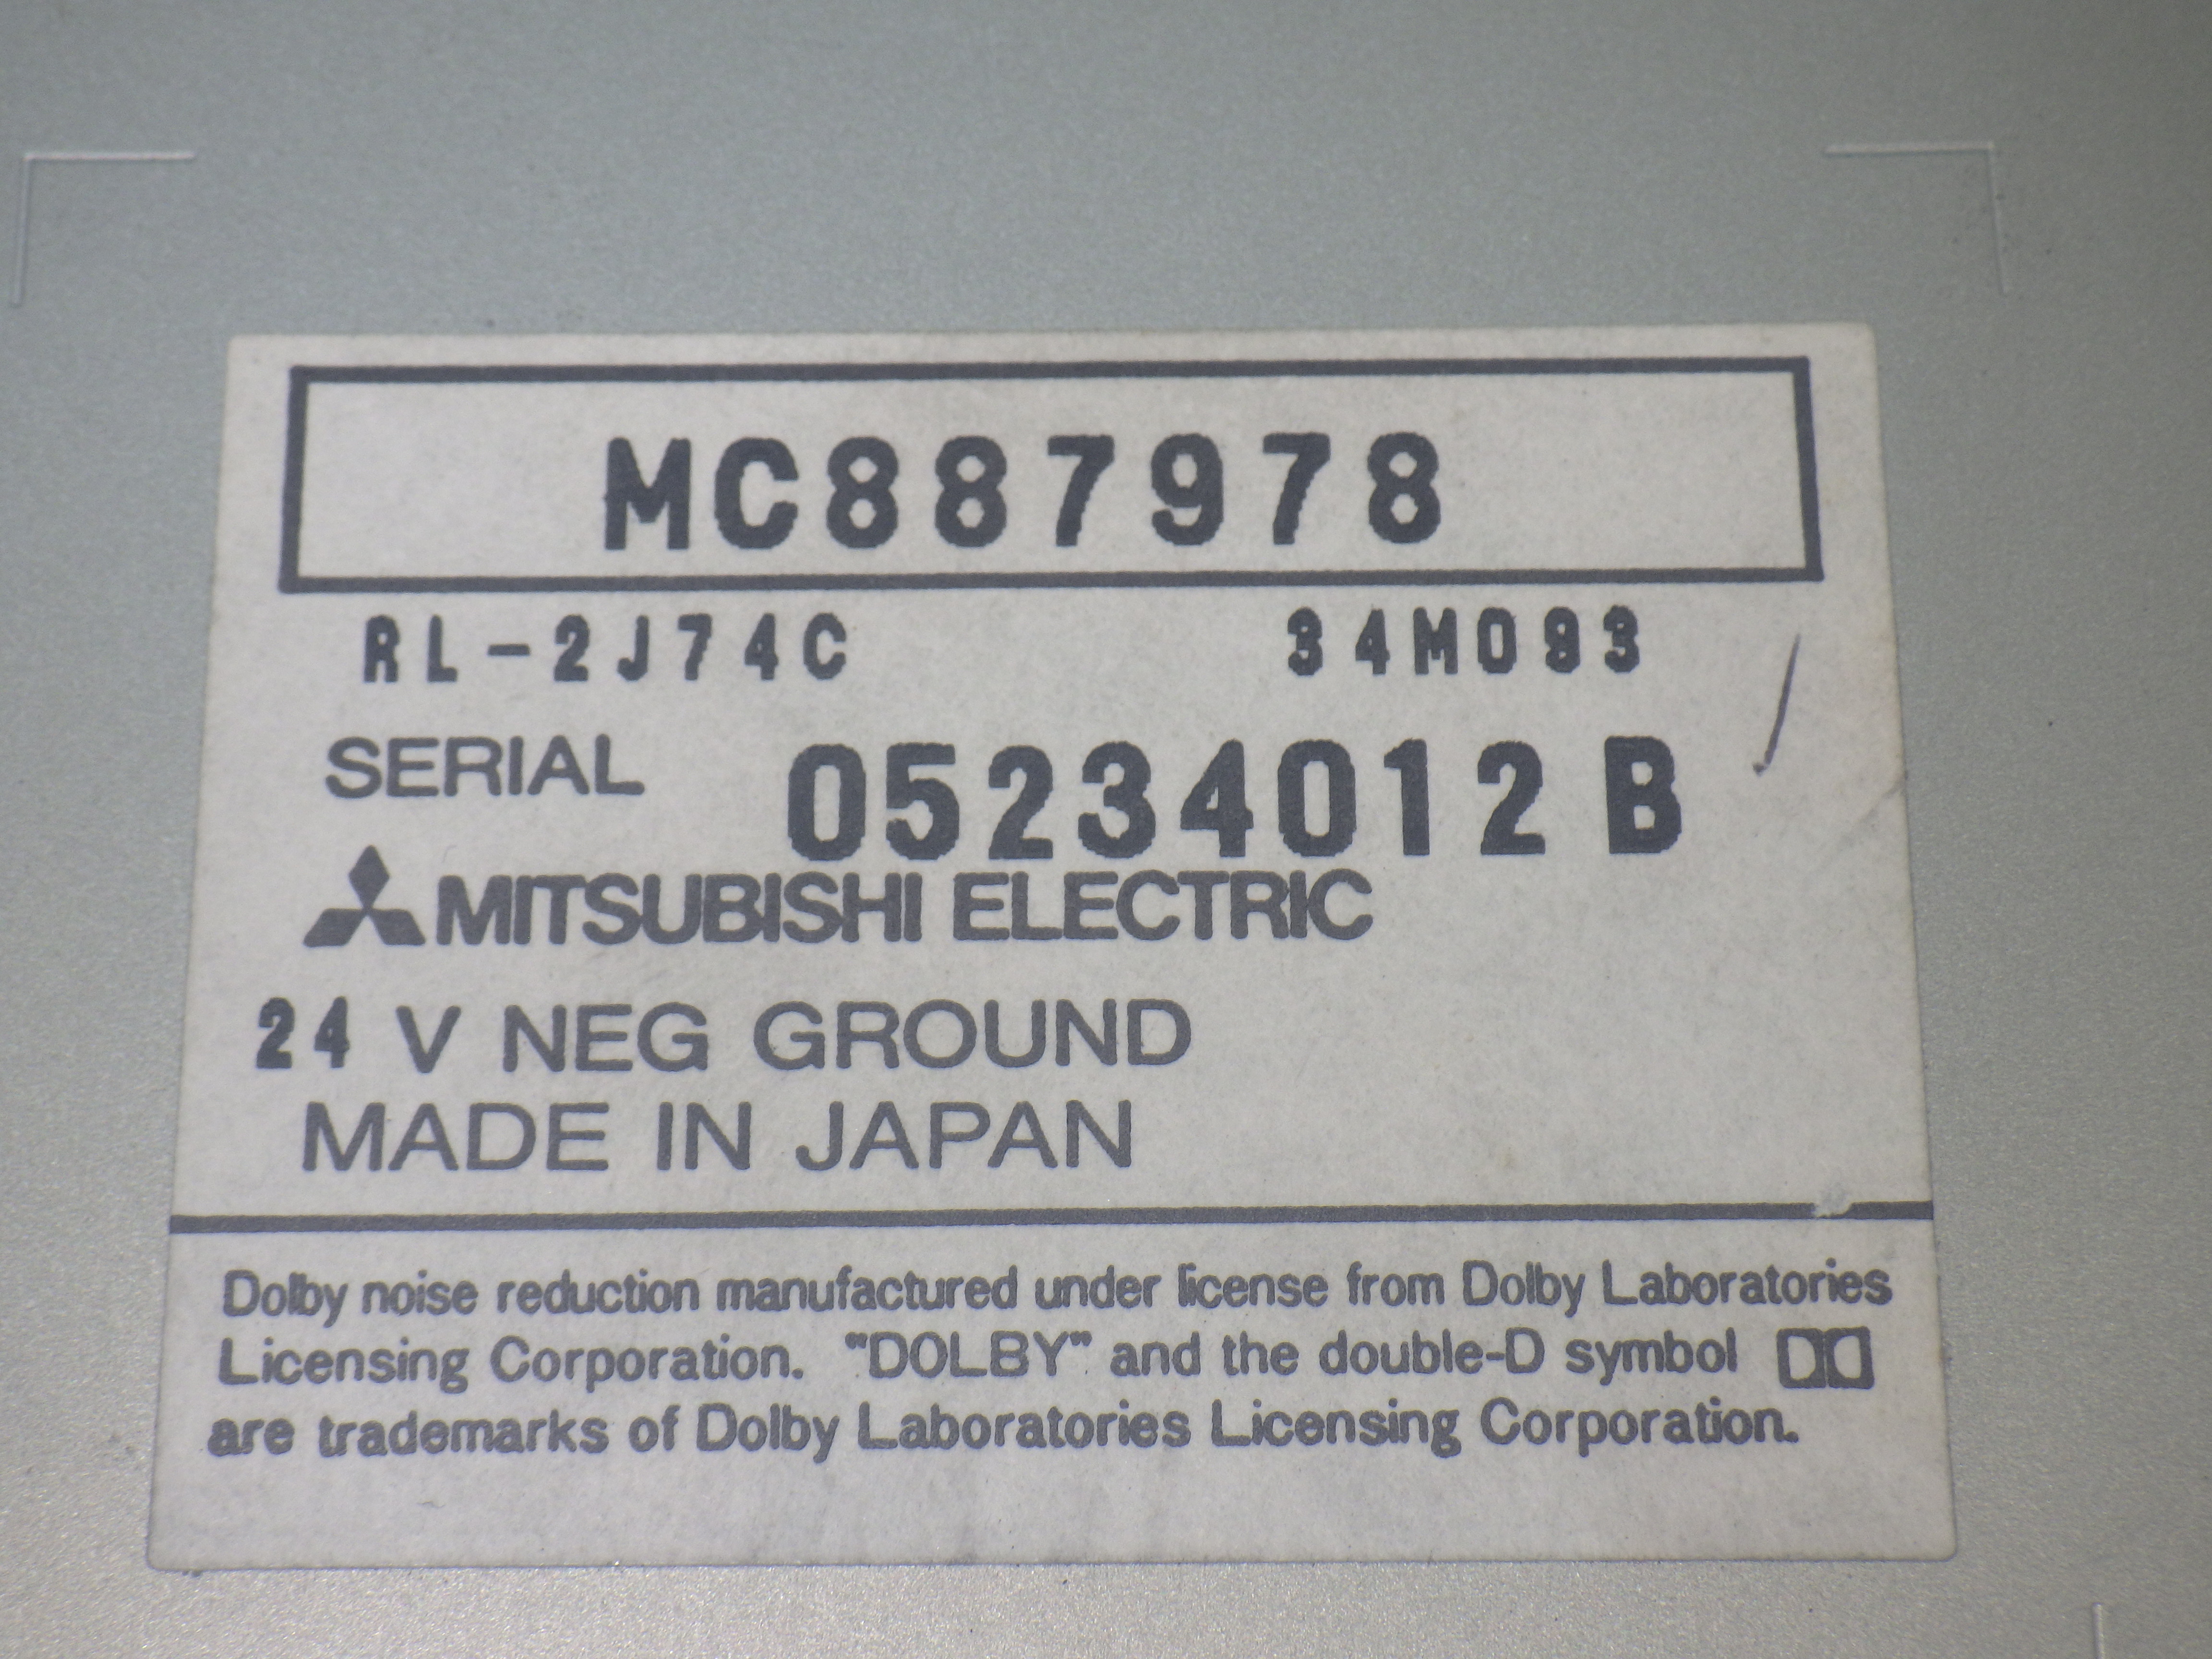 MC887978
RL-2J74C 34M093
SERIAL 05234012B
MITSUBISHI ELECTRIC
24 V NEG GROUND
MADE IN JAPAN
Dolby noise reduction manufactured under license from Dolby Laboratories
Licensing Corporation. "DOLBY" and the double-D symbol
are trademarks of Dolby Laboratories Licensing Corporation.